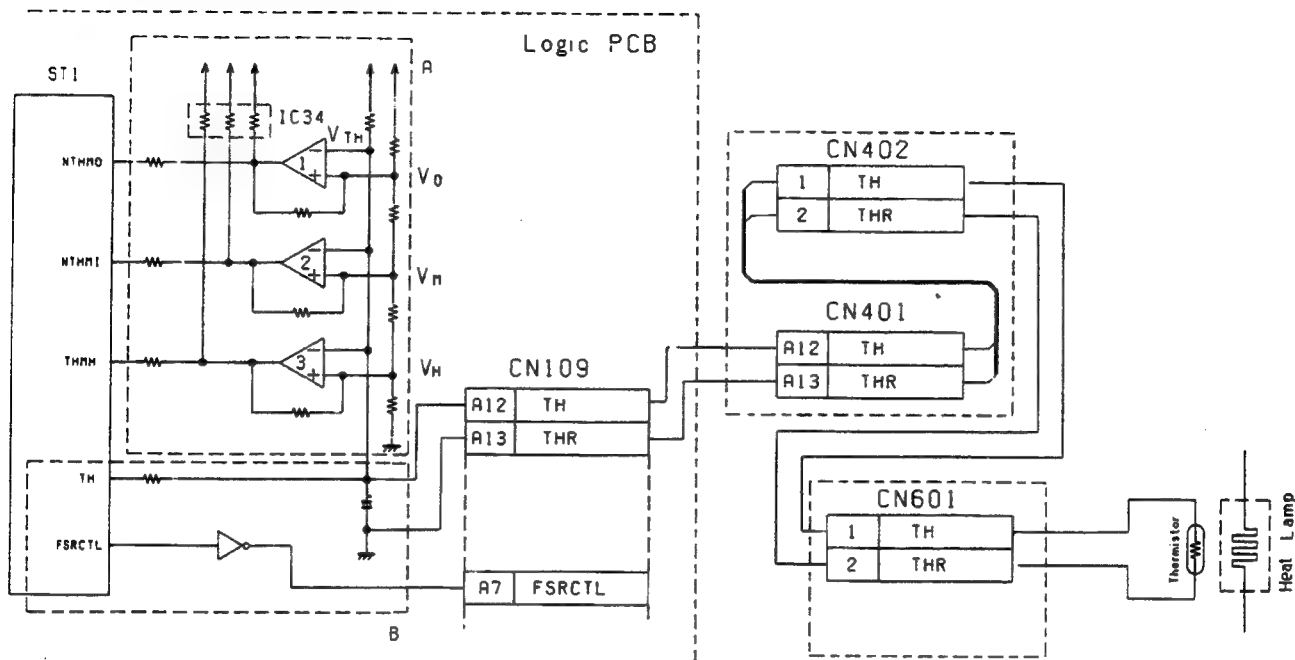 Logic PCB
ST1
A
IC34
VTH
NTHMO
1
VO
NTHMI
2
VM
THMH
3
VH
TH
FSRCTL
B
CN109
A12 TH
A13 THR
A7 FSRCTL
CN402
1 TH
2 THR
CN401
A12 TH
A13 THR
CN601
1 TH
2 THR
Thermistor
Heat Lamp